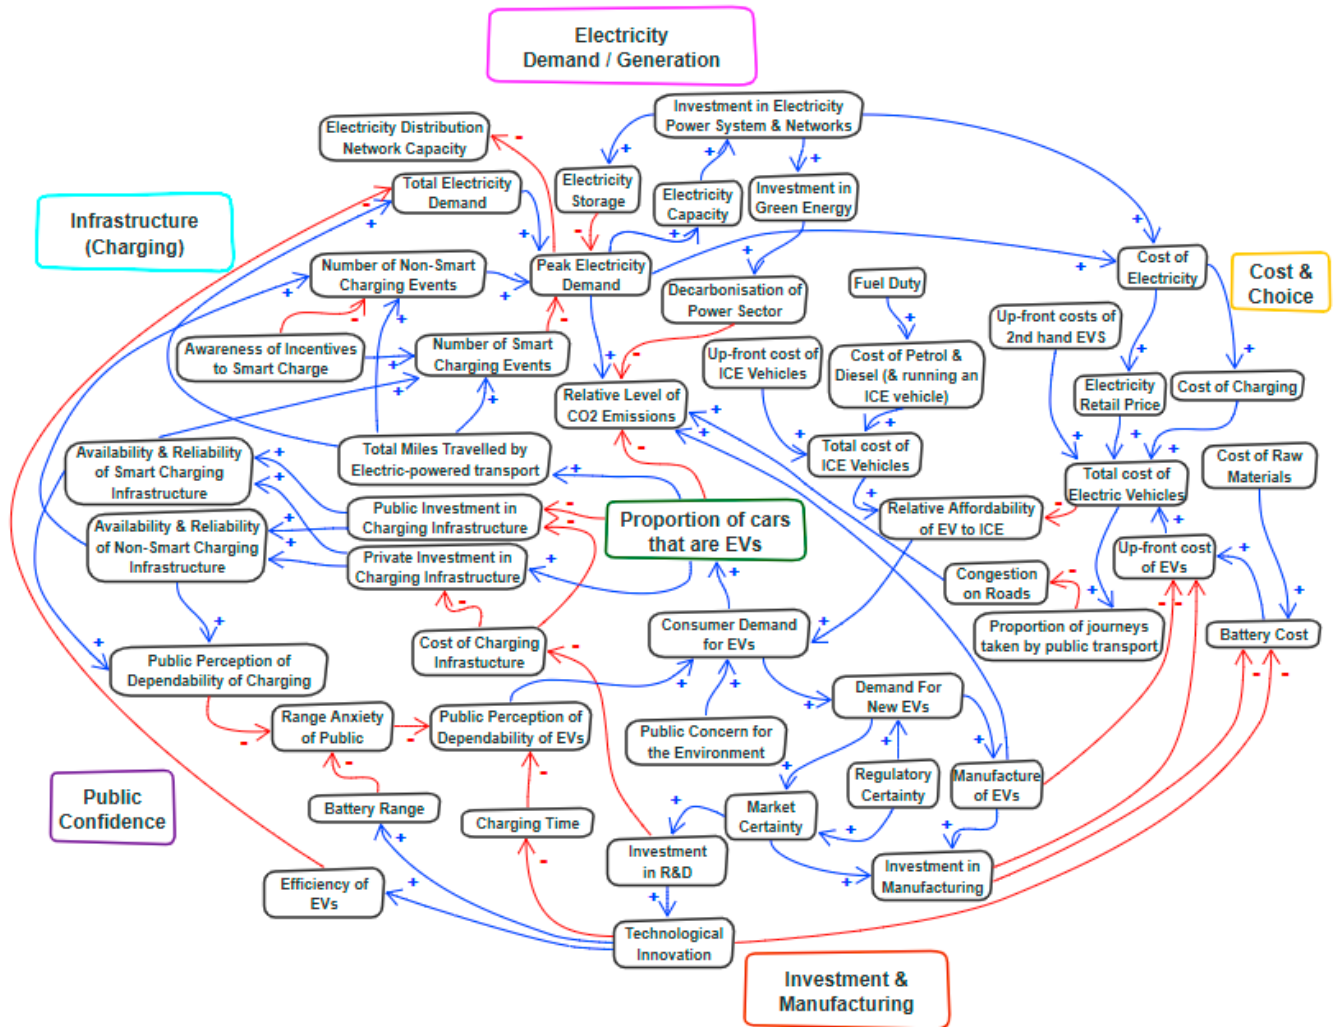 Electricity
Demand / Generation
Investment in Electricity
Power System & Networks
Electricity Distribution
Network Capacity
Total Electricity
Demand
Electricity
Storage
Electricity
Capacity
Investment in
Green Energy
Infrastructure
(Charging)
Number of Non-Smart
Charging Events
Peak Electricity
Demand
Decarbonisation of
Power Sector
Fuel Duty
Cost of
Electricity
Cost &
Choice
Awareness of Incentives
to Smart Charge
Number of Smart
Charging Events
Up-front cost of
ICE Vehicles
Cost of Petrol &
Diesel (& running an
ICE vehicle)
Up-front costs of
2nd hand EVS
Relative Level of
CO2 Emissions
Electricity
Retail Price
Cost of Charging
Availability & Reliability
of Smart Charging
Infrastructure
Total Miles Travelled by
Electric-powered transport
Total cost of
ICE Vehicles
Total cost of
Electric Vehicles
Cost of Raw
Materials
Public Investment in
Charging Infrastructure
Proportion of cars
that are EVs
Relative Affordability
of EV to ICE
Availability & Reliability
of Non-Smart Charging
Infrastructure
Private Investment in
Charging Infrastructure
Up-front cost
of EVs
Congestion
on Roads
Cost of Charging
Infrastucture
Consumer Demand
for EVs
Proportion of journeys
taken by public transport
Battery Cost
Public Perception of
Dependability of Charging
Range Anxiety
of Public
Public Perception of
Dependability of EVs
Public Concern for
the Environment
Demand For
New EVs
Public
Confidence
Battery Range
Charging Time
Market
Certainty
Regulatory
Certainty
Manufacture
of EVs
Efficiency of
EVs
Investment
in R&D
Investment in
Manufacturing
Technological
Innovation
Investment &
Manufacturing